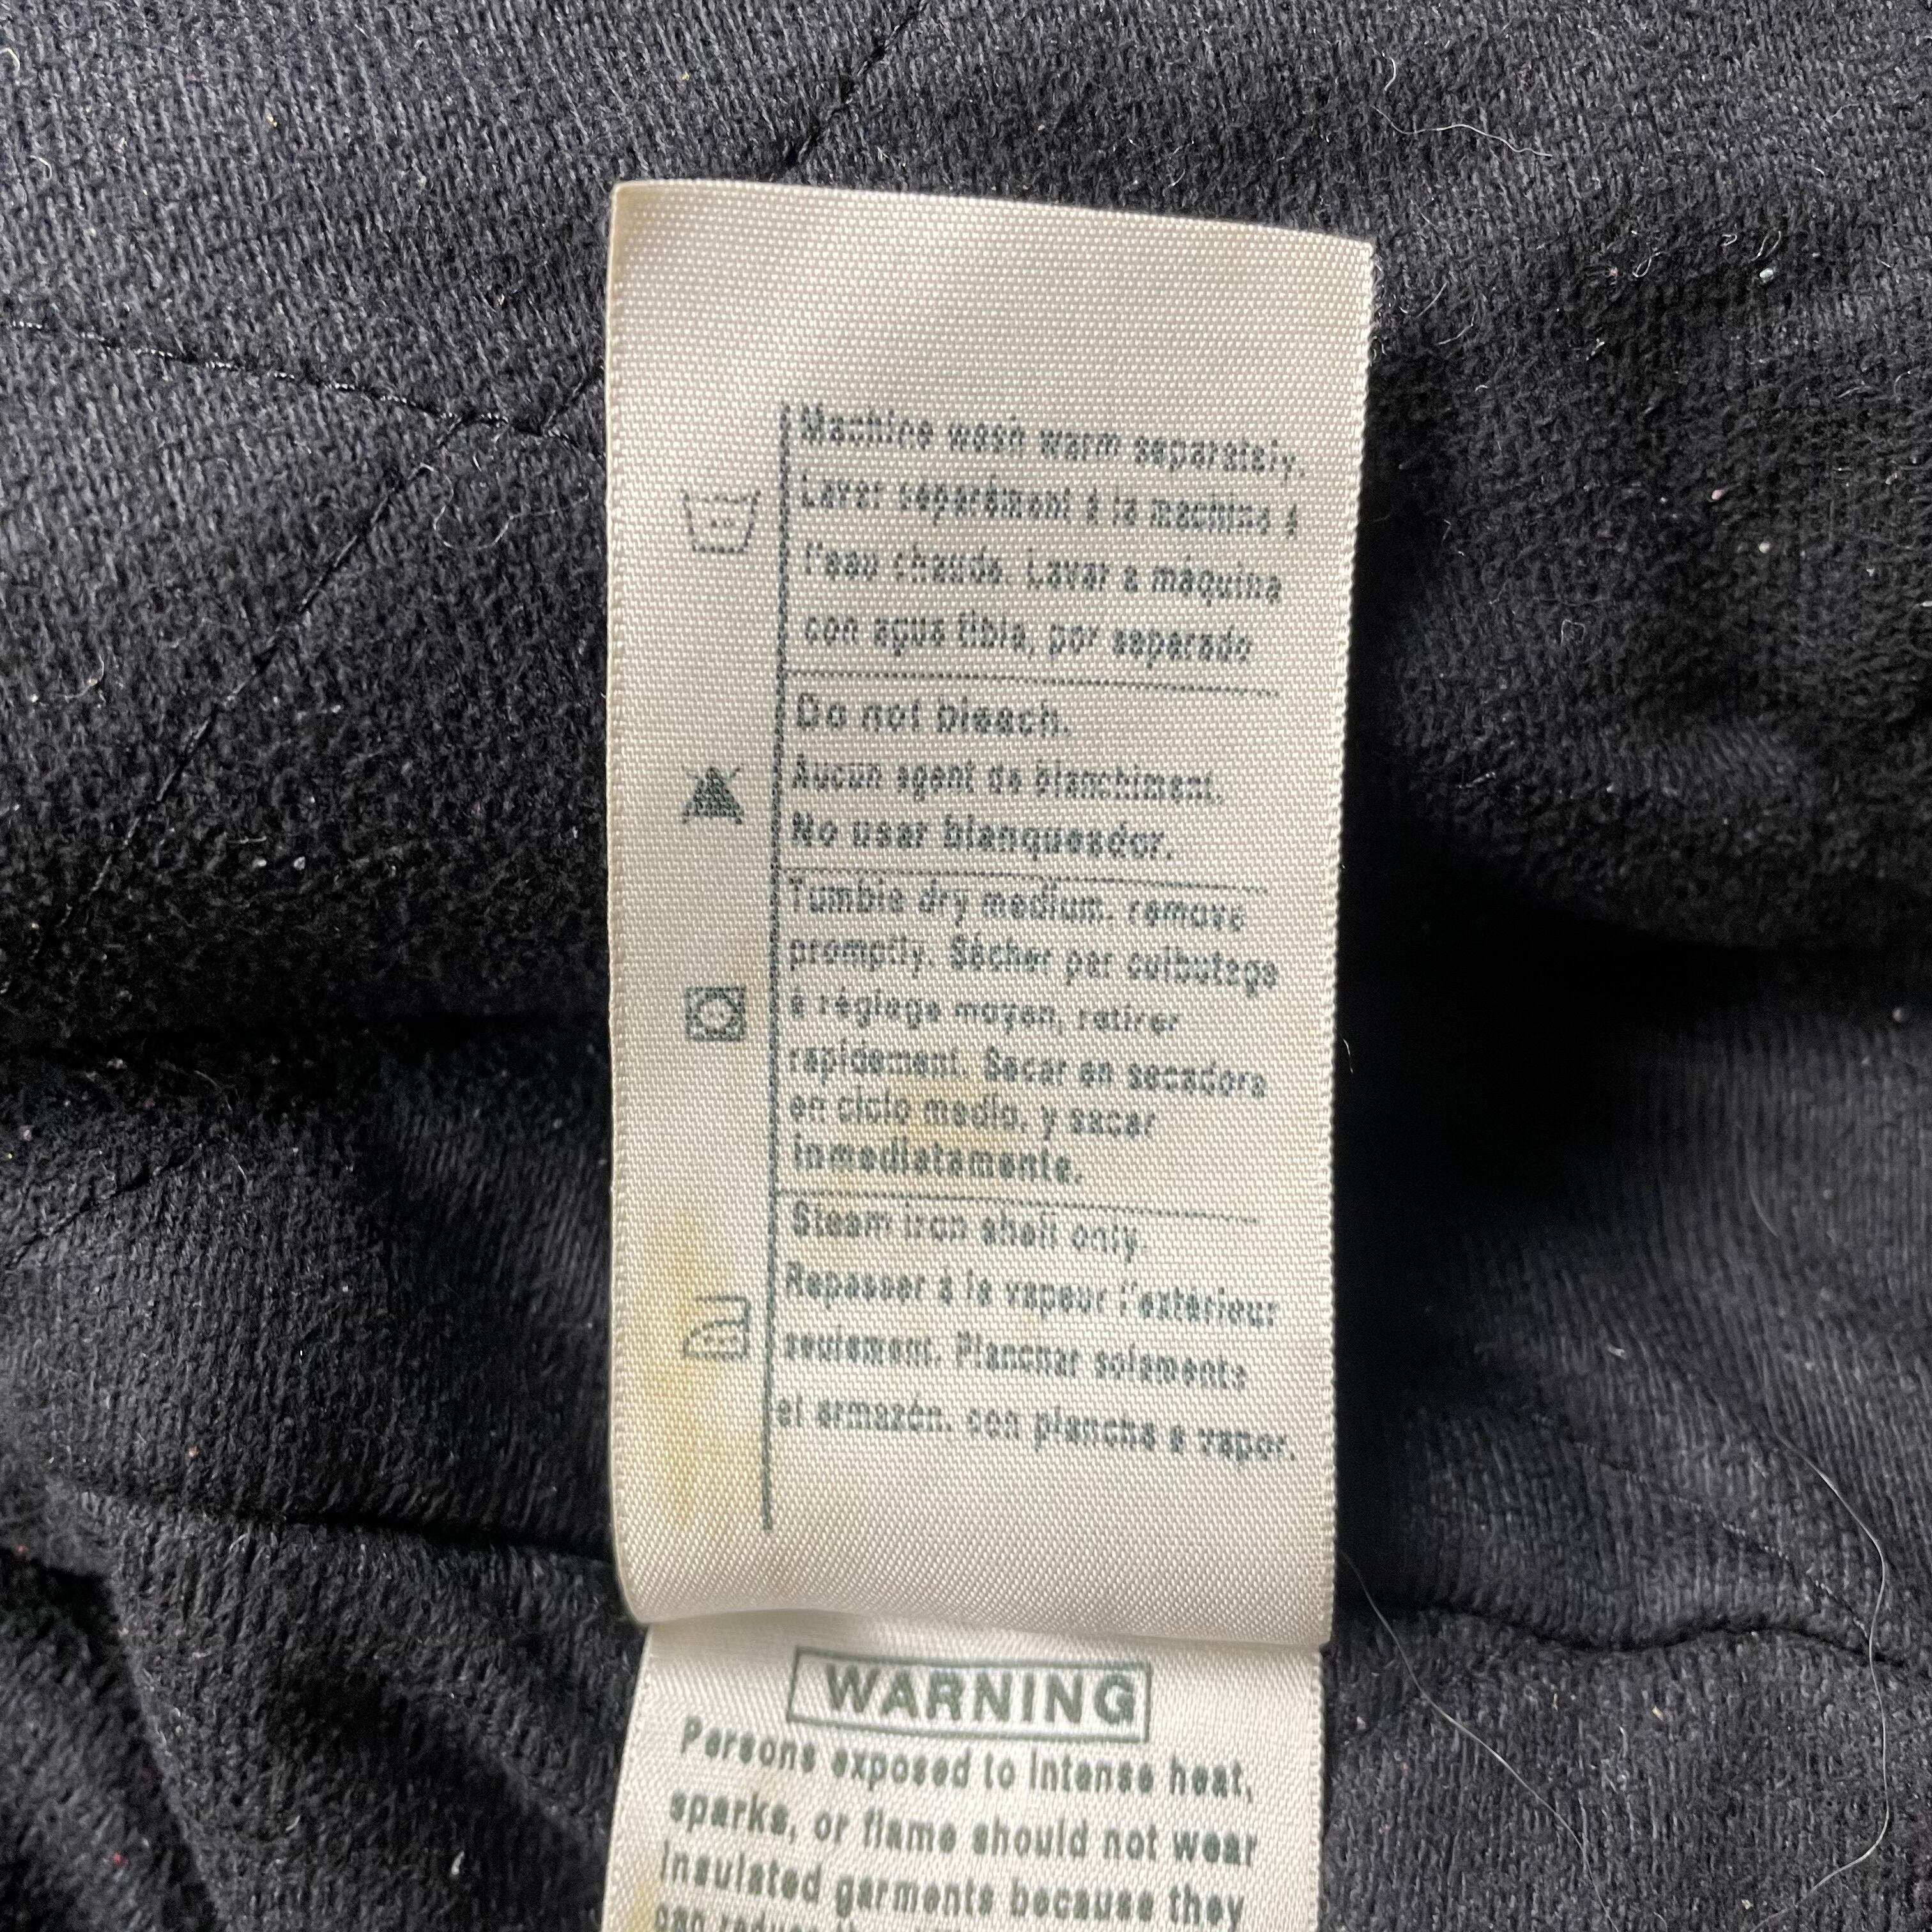 Machine wash warm separately.
Laver séparément à la machine à
l'eau chaude. Lavar a maquina
con agua tibia, por separado
Do not bleach.
Aucun agent de blanchiment.
No usar blanqueador.
Tumble dry medium, remove
promptly. Sécher par culbutage
à réglage moyen, retirer
rapidement. Secar en secadora
en ciclo medio, y sacar
inmediatamente.
Steam iron shell only.
Repasser à la vapeur l'extérieur
seulement. Planchar solamente
el armazón, con plancha a vapor.
WARNING
Persons exposed to intense heat,
sparks, or flame should not wear
insulated garments because they
can